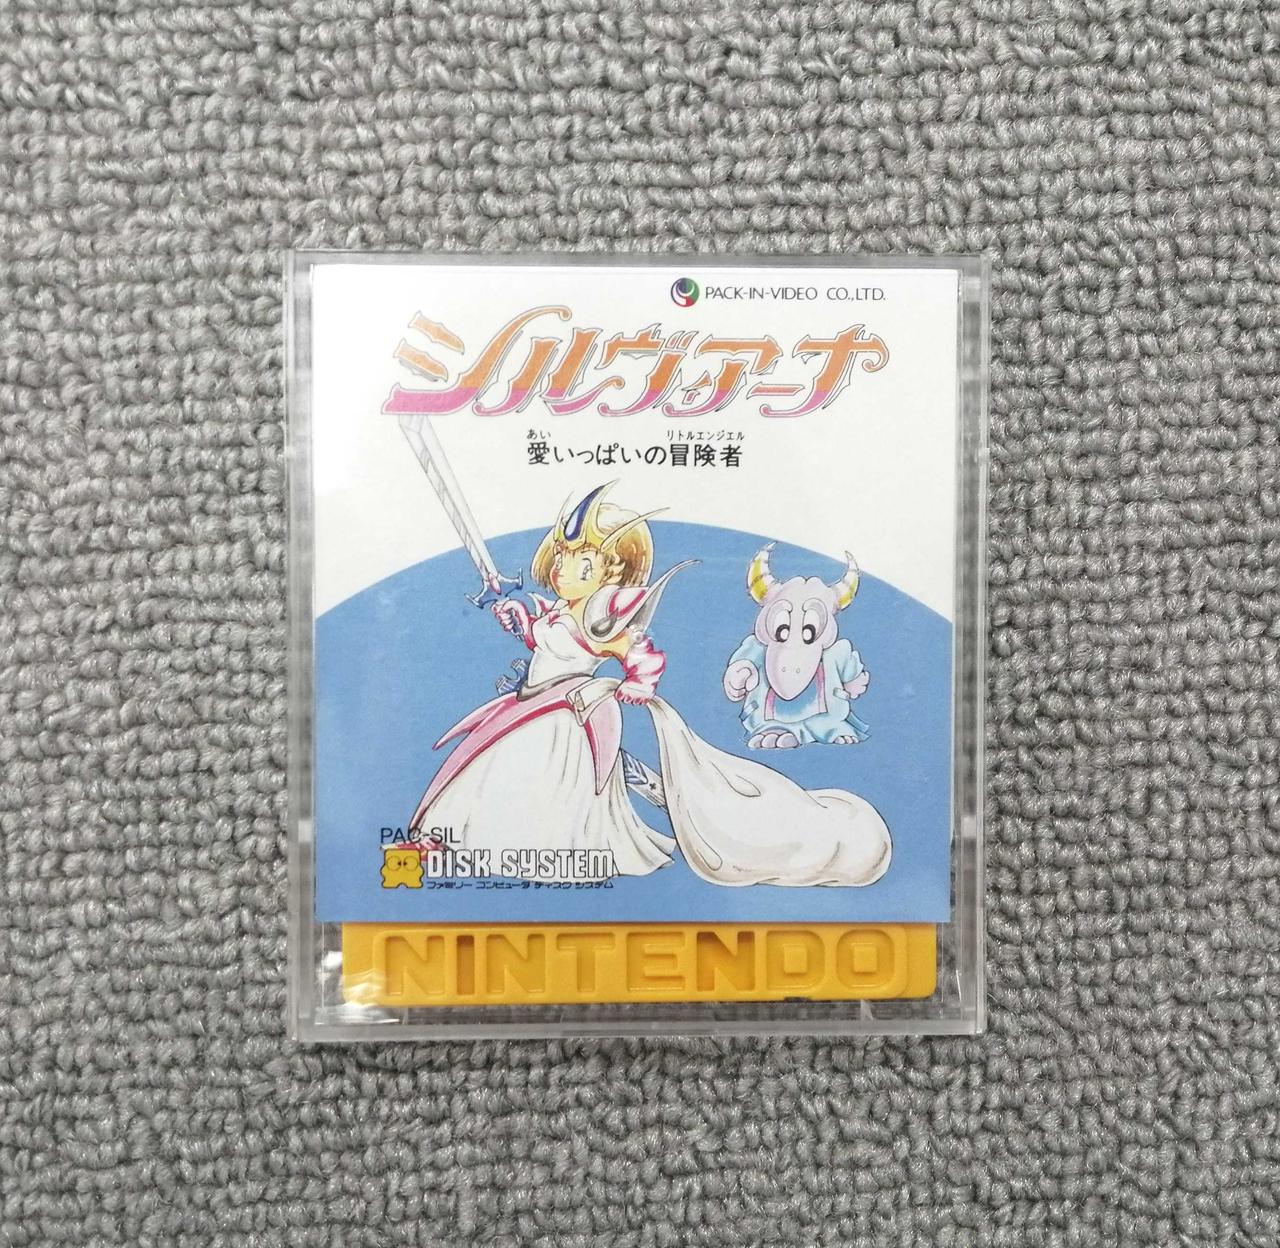 PACK-IN-VIDEO CO.,LTD.
シルヴァーナ
あい リトルエンジェル
愛いっぱいの冒険者
PAC-SIL
DISK SYSTEM
ファミリー コンピュータ ディスク システム
NINTENDO